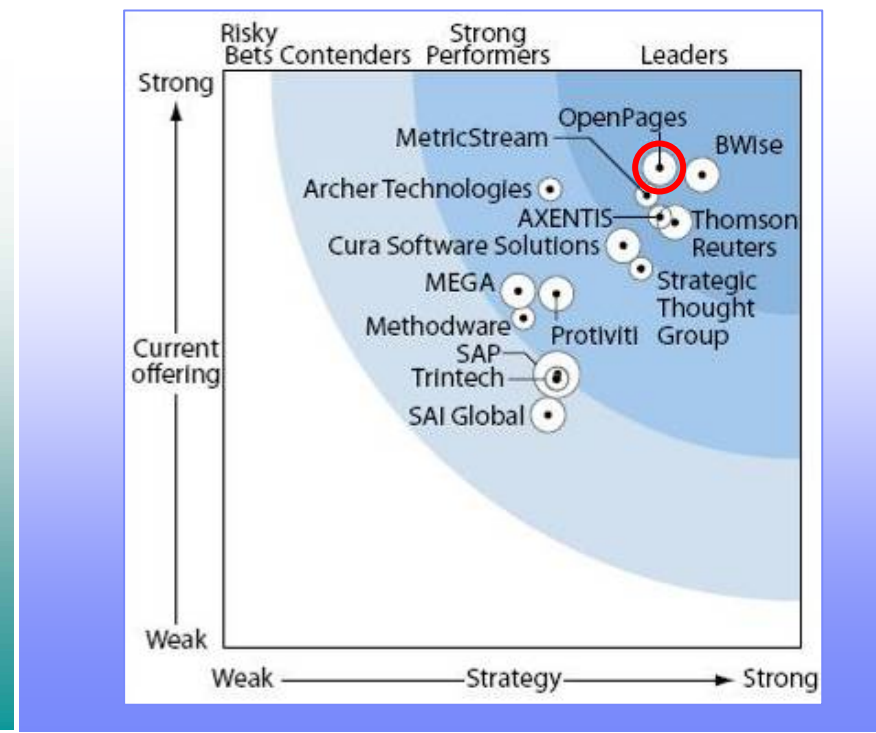 Risky
Bets
Contenders
Strong
Performers
Leaders
Strong
OpenPages
MetricStream
BWise
Archer Technologies
AXENTIS
Thomson
Reuters
Cura Software Solutions
Strategic
Thought
Group
MEGA
Methodware
Protiviti
Current
offering
SAP
Trintech
SAI Global
Weak
Weak
Strategy
Strong